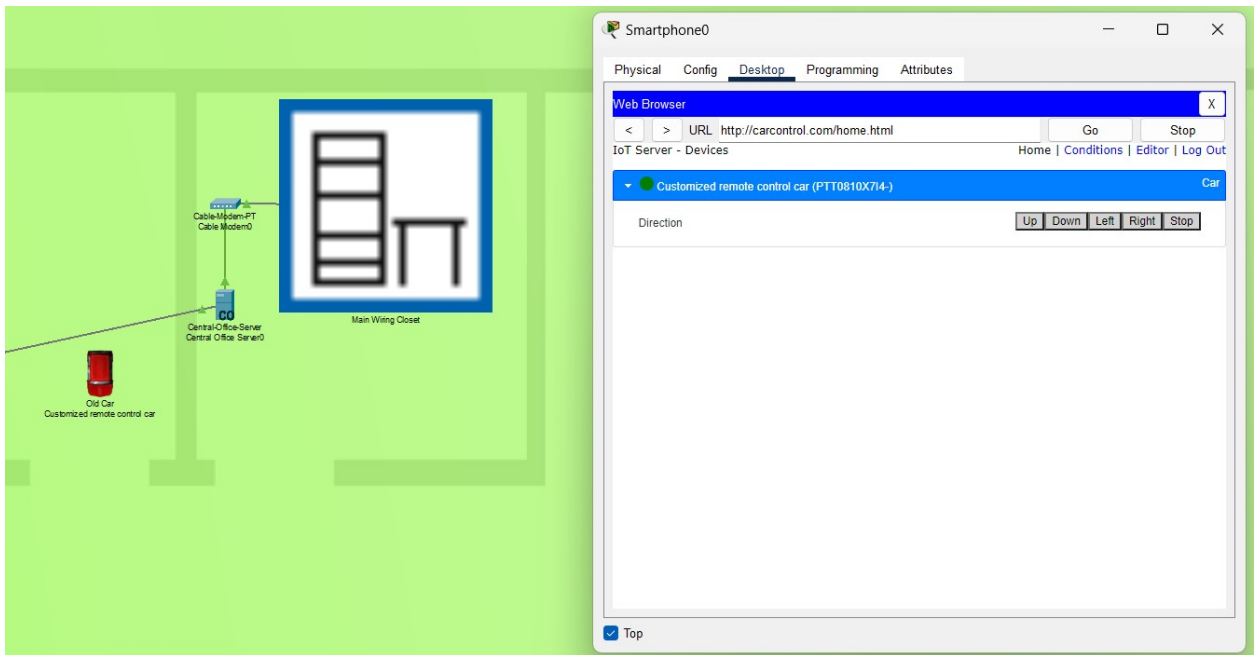 Cable-Modem-PT
Cable Modem0
CO
Central-Office-Server
Central Office Server0
Main Wiring Closet
Old Car
Customized remote control car
Smartphone0
Physical Config Desktop Programming Attributes
Web Browser X
< > URL http://carcontrol.com/home.html Go Stop
IoT Server - Devices Home | Conditions | Editor | Log Out
Customized remote control car (PTT0810X7I4-) Car
Direction Up Down Left Right Stop
Top